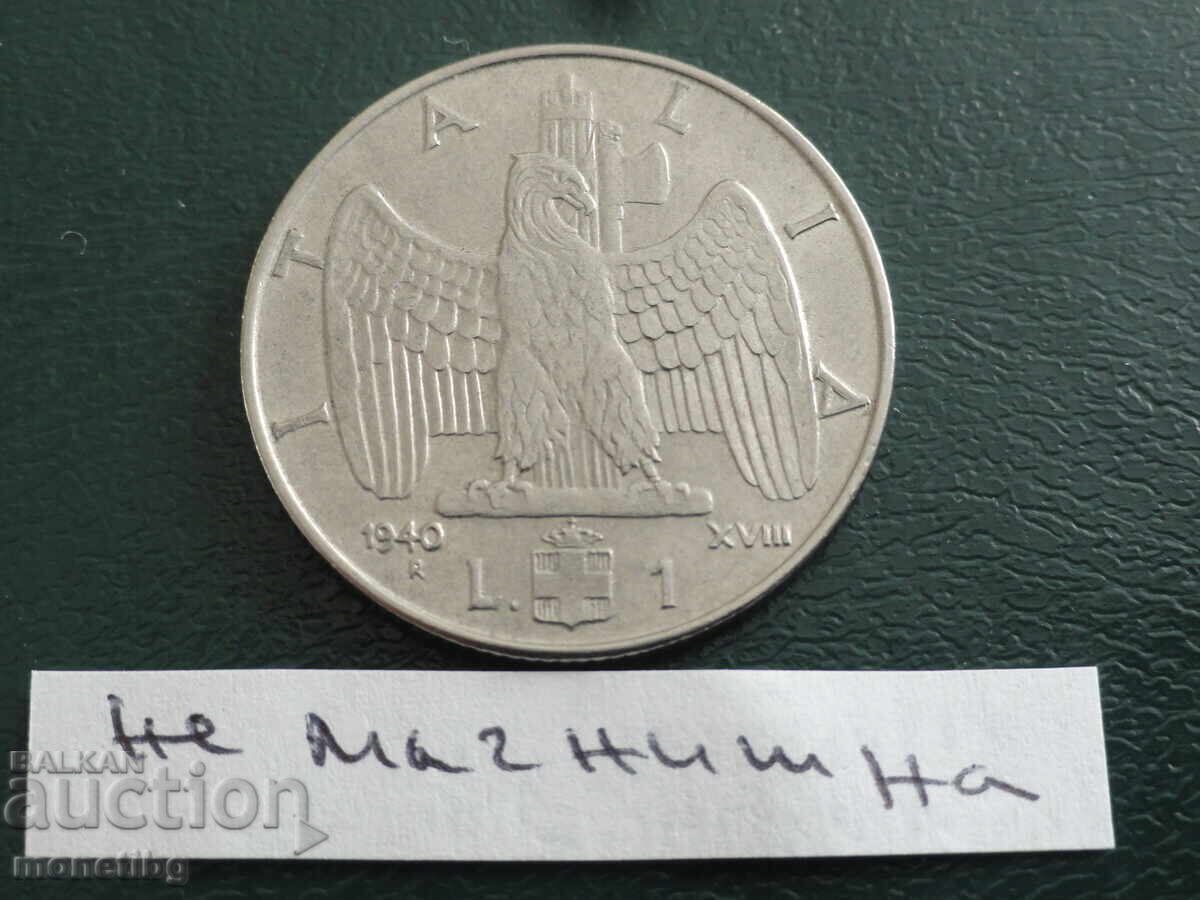 ITALIA
1940 XVIII
R
L. 1
не магнитна
BALKAN
auction
monetibg